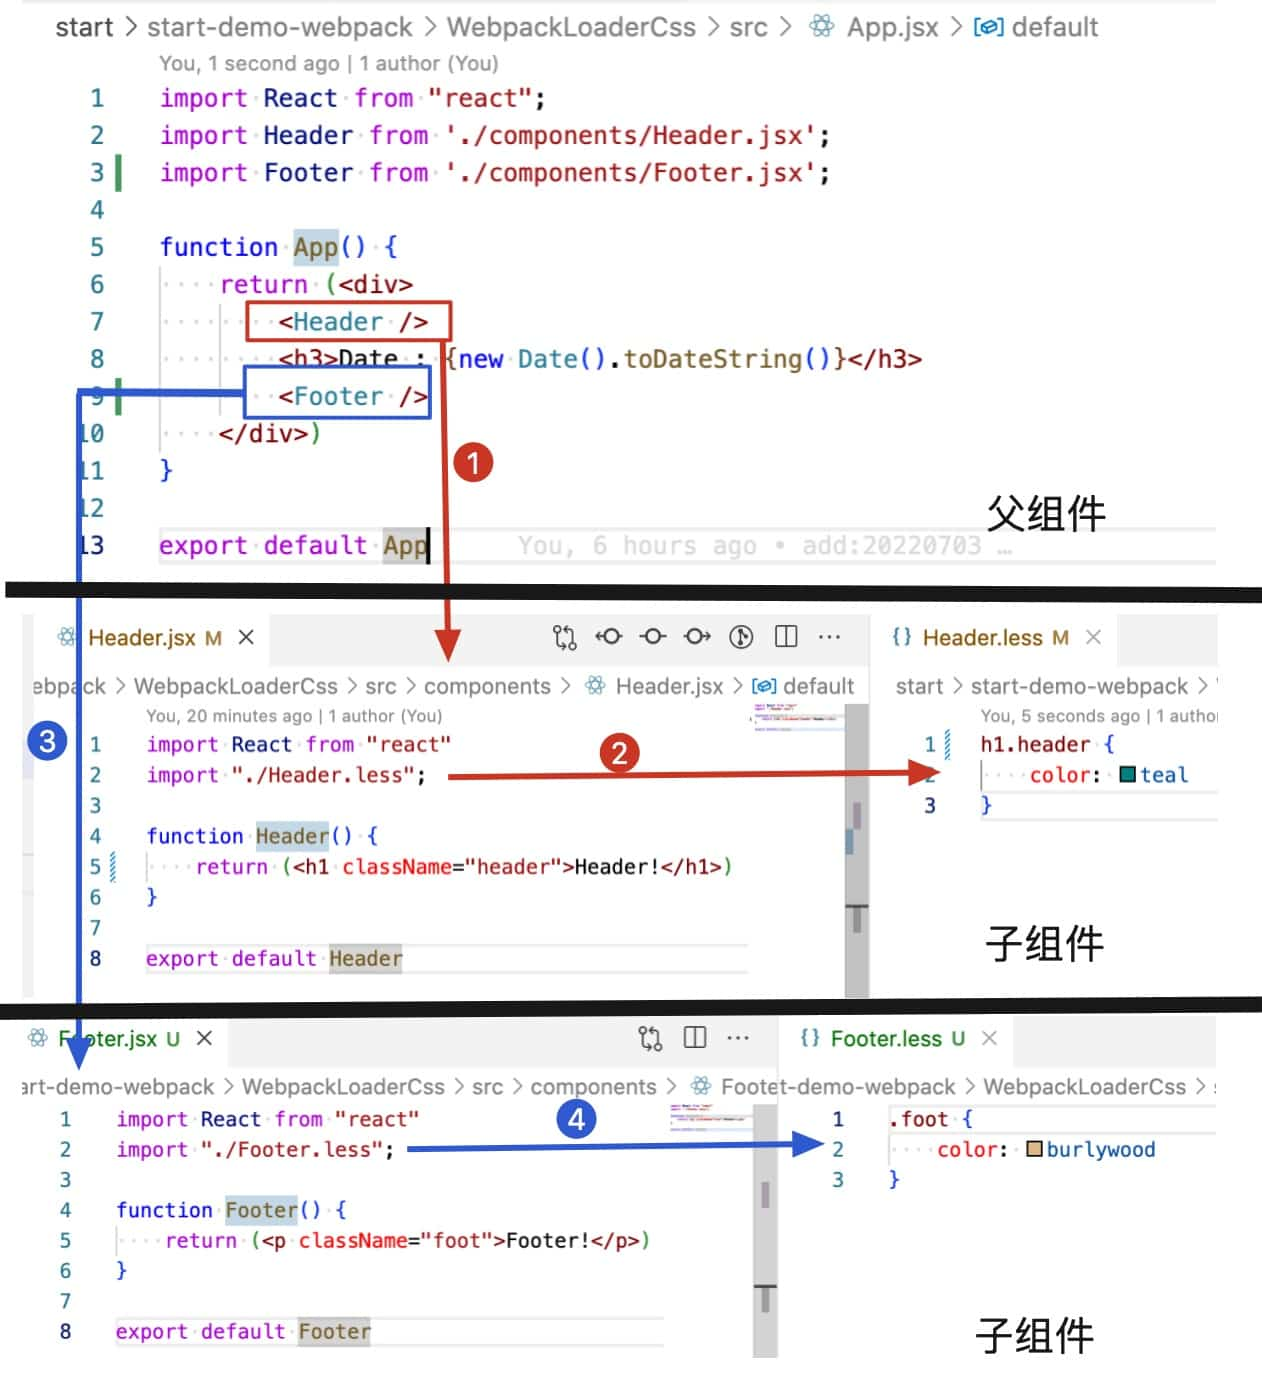 start > start-demo-webpack > WebpackLoaderCss > src > App.jsx > default
You, 1 second ago | 1 author (You)
1 import React from "react";
2 import Header from './components/Header.jsx';
3 import Footer from './components/Footer.jsx';
4
5 function App() {
6 return (<div>
7 <Header />
8 <h3>Date : {new Date().toDateString()}</h3>
9 <Footer />
10 </div>)
11 }
12
13 export default App You, 6 hours ago • add:20220703 …
1
父组件
Header.jsx M
ebpack > WebpackLoaderCss > src > components > Header.jsx > default
You, 20 minutes ago | 1 author (You)
1 import React from "react"
2 import "./Header.less";
3
4 function Header() {
5 return (<h1 className="header">Header!</h1>)
6 }
7
8 export default Header
2
3
Header.less M
start > start-demo-webpack >
You, 5 seconds ago | 1 autho
1 h1.header {
2 color: teal
3 }
子组件
Footer.jsx U
art-demo-webpack > WebpackLoaderCss > src > components > Foote
1 import React from "react"
2 import "./Footer.less";
3
4 function Footer() {
5 return (<p className="foot">Footer!</p>)
6 }
7
8 export default Footer
4
Footer.less U
t-demo-webpack > WebpackLoaderCss >
1 .foot {
2 color: burlywood
3 }
子组件